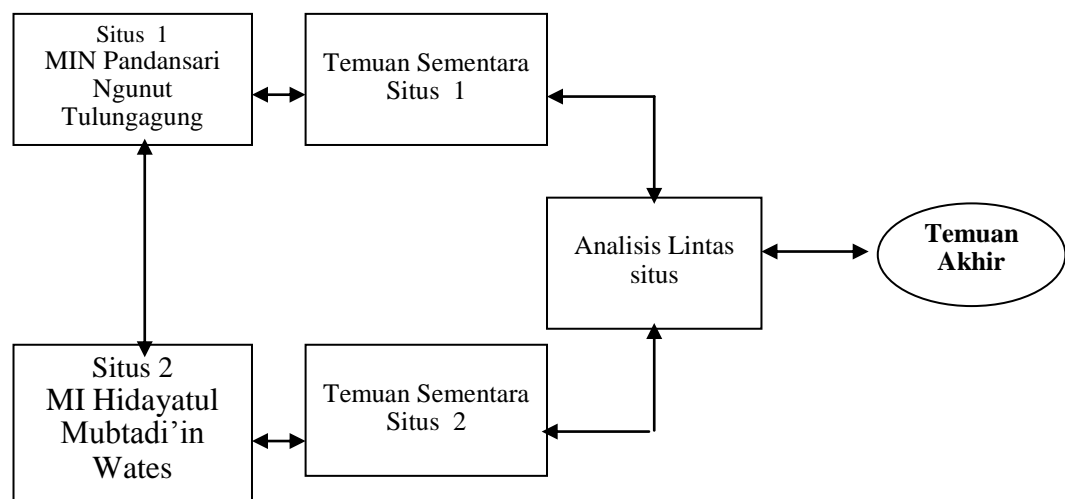 Situs 1
MIN Pandansari
Ngunut
Tulungagung
Temuan Sementara
Situs 1
Analisis Lintas
situs
Temuan
Akhir
Situs 2
MI Hidayatul
Mubtadi’in
Wates
Temuan Sementara
Situs 2